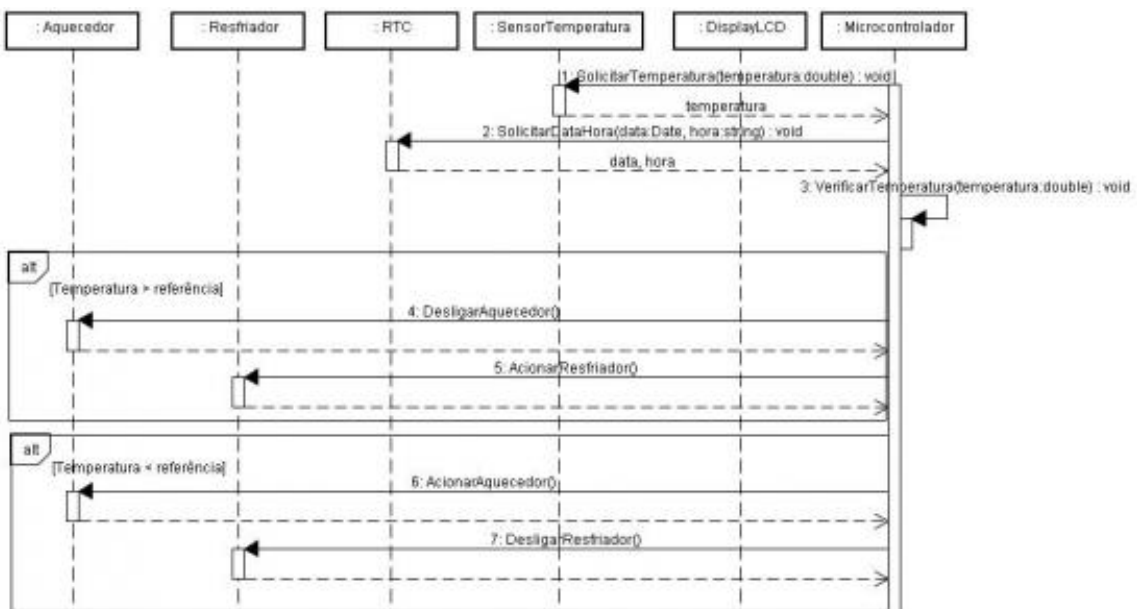 : Aquecedor
: Resfriador
: RTC
: SensorTemperatura
: DisplayLCD
: Microcontrolador
1: SolicitarTemperatura(temperatura:double) : void
temperatura
2: SolicitarDataHora(data:Date, hora:string) : void
data, hora
3: VerificarTemperatura(temperatura:double) : void
alt
[Temperatura > referência]
4: DesligarAquecedor()
5: AcionarResfriador()
alt
[Temperatura < referência]
6: AcionarAquecedor()
7: DesligarResfriador()